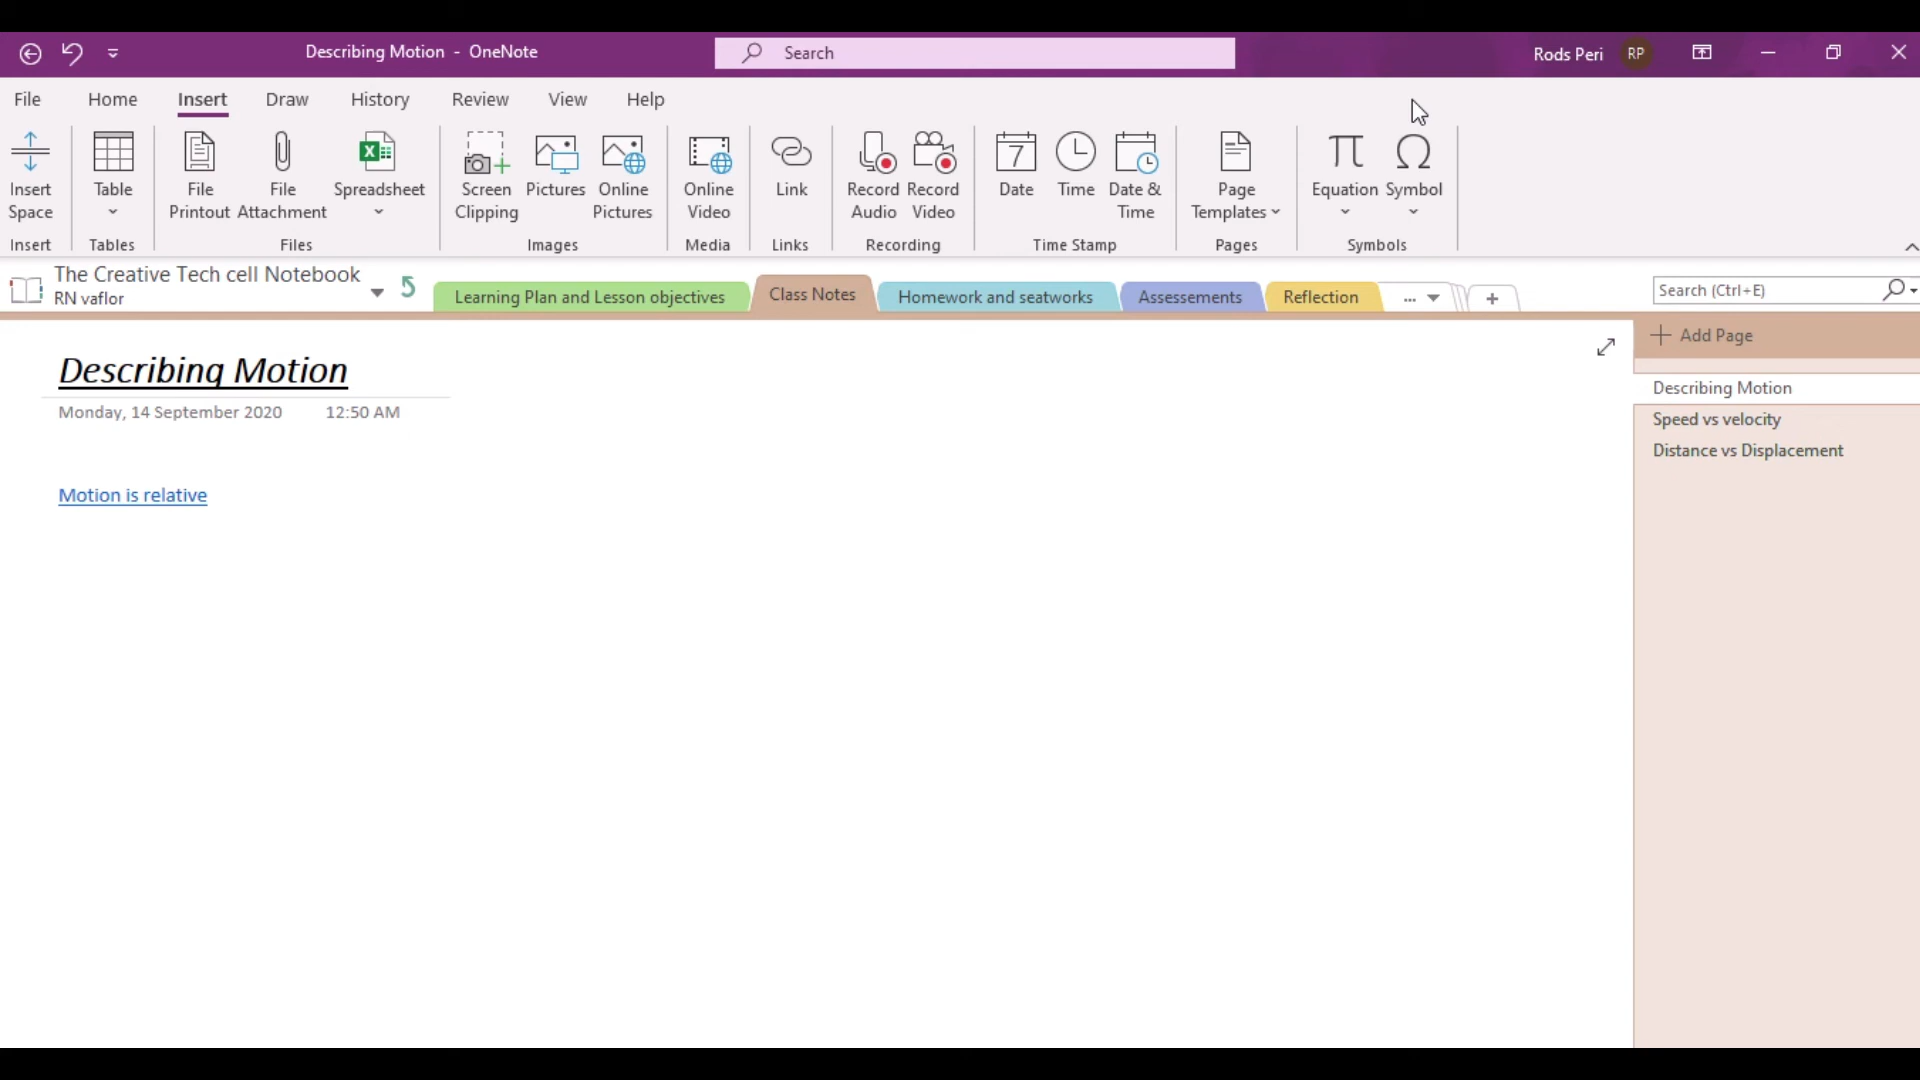 Describing Motion - OneNote
Search
Rods Peri
RP
File
Home
Insert
Draw
History
Review
View
Help
Insert Space
Table
File Printout
File Attachment
Spreadsheet
Screen Clipping
Pictures
Online Pictures
Online Video
Link
Record Audio
Record Video
7
Date
Time
Date & Time
Page Templates
π
Equation
Ω
Symbol
Insert
Tables
Files
Images
Media
Links
Recording
Time Stamp
Pages
Symbols
The Creative Tech cell Notebook
RN vaflor
Learning Plan and Lesson objectives
Class Notes
Homework and seatworks
Assessements
Reflection
...
Search (Ctrl+E)
Add Page
Describing Motion
Monday, 14 September 2020 12:50 AM
Motion is relative
Describing Motion
Speed vs velocity
Distance vs Displacement